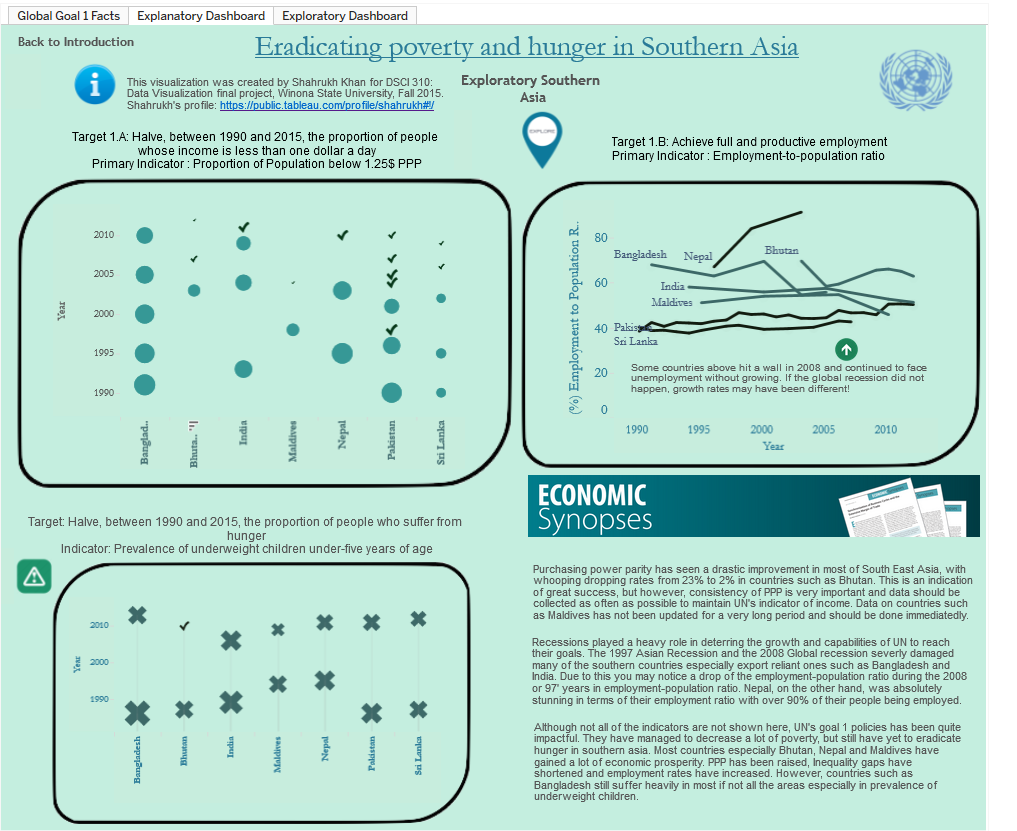 Global Goal 1 Facts
Explanatory Dashboard
Exploratory Dashboard
Back to Introduction
Eradicating poverty and hunger in Southern Asia
This visualization was created by Shahrukh Khan for DSCI 310:
Data Visualization final project, Winona State University, Fall 2015.
Shahrukh's profile: https://public.tableau.com/profile/shahrukh#!/
Exploratory Southern
Asia
EXPLORE
Target 1.A: Halve, between 1990 and 2015, the proportion of people
whose income is less than one dollar a day
Primary Indicator : Proportion of Population below 1.25$ PPP
2010
2005
2000
1995
1990
Year
Banglad..
Bhuta..
India
Maldives
Nepal
Pakistan
Sri Lanka
Target 1.B: Achieve full and productive employment
Primary Indicator : Employment-to-population ratio
(%) Employment to Population R..
80
60
40
20
0
Bangladesh
Nepal
Bhutan
India
Maldives
Pakistan
Sri Lanka
Some countries above hit a wall in 2008 and continued to face
unemployment without growing. If the global recession did not
happen, growth rates may have been different!
1990
1995
2000
2005
2010
Year
Target: Halve, between 1990 and 2015, the proportion of people who suffer from
hunger
Indicator: Prevalence of underweight children under-five years of age
2010
2000
1990
Year
Bangladesh
Bhutan
India
Maldives
Nepal
Pakistan
Sri Lanka
ECONOMIC
Synopses
Purchasing power parity has seen a drastic improvement in most of South East Asia, with
whooping dropping rates from 23% to 2% in countries such as Bhutan. This is an indication
of great success, but however, consistency of PPP is very important and data should be
collected as often as possible to maintain UN's indicator of income. Data on countries such
as Maldives has not been updated for a very long period and should be done immediatedly.
Recessions played a heavy role in deterring the growth and capabilities of UN to reach
their goals. The 1997 Asian Recession and the 2008 Global recession severly damaged
many of the southern countries especially export reliant ones such as Bangladesh and
India. Due to this you may notice a drop of the employment-population ratio during the 2008
or 97' years in employment-population ratio. Nepal, on the other hand, was absolutely
stunning in terms of their employment ratio with over 90% of their people being employed.
Although not all of the indicators are not shown here, UN's goal 1 policies has been quite
impactful. They have managed to decrease a lot of poverty, but still have yet to eradicate
hunger in southern asia. Most countries especially Bhutan, Nepal and Maldives have
gained a lot of economic prosperity. PPP has been raised, Inequality gaps have
shortened and employment rates have increased. However, countries such as
Bangladesh still suffer heavily in most if not all the areas especially in prevalence of
underweight children.